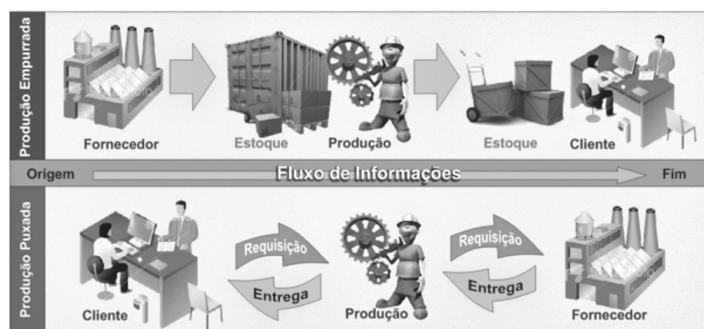 Produção Empurrada
Fornecedor
Estoque
Produção
Estoque
Cliente
Origem
Fluxo de Informações
Fim
Produção Puxada
Requisição
Requisição
Entrega
Entrega
Cliente
Produção
Fornecedor